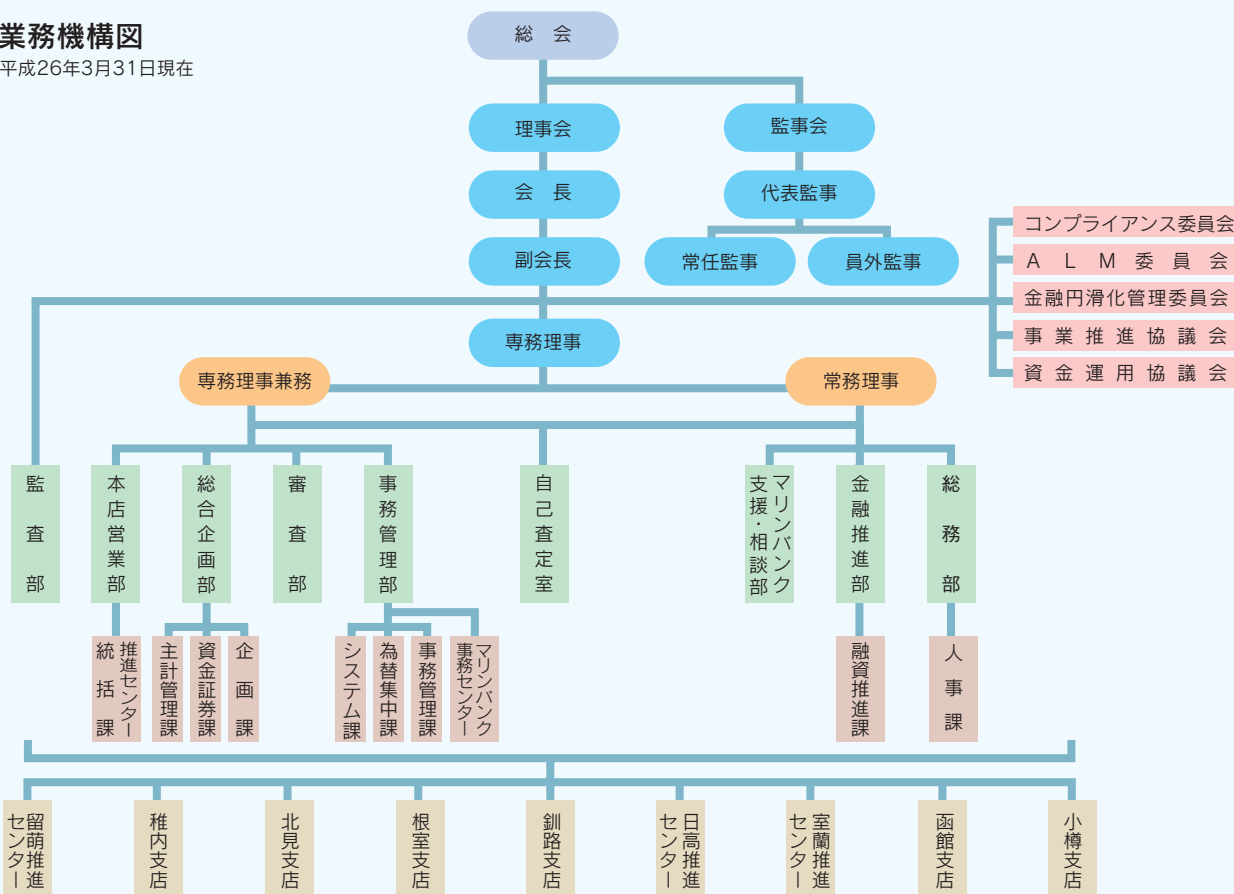 業務機構図
平成26年3月31日現在
総　会
理事会
監事会
会　長
代表監事
副会長
常任監事
員外監事
コンプライアンス委員会
ＡＬＭ委員会
金融円滑化管理委員会
事業推進協議会
資金運用協議会
専務理事
専務理事兼務
常務理事
監査部
本店営業部
総合企画部
審査部
事務管理部
自己査定室
マリンバンク
支援・相談部
金融推進部
総務部
推進センター
統括課
主計管理課
資金証券課
企画課
システム課
為替集中課
事務管理課
マリンバンク
事務センター
融資推進課
人事課
留萌推進
センター
稚内支店
北見支店
根室支店
釧路支店
日高推進
センター
室蘭推進
センター
函館支店
小樽支店